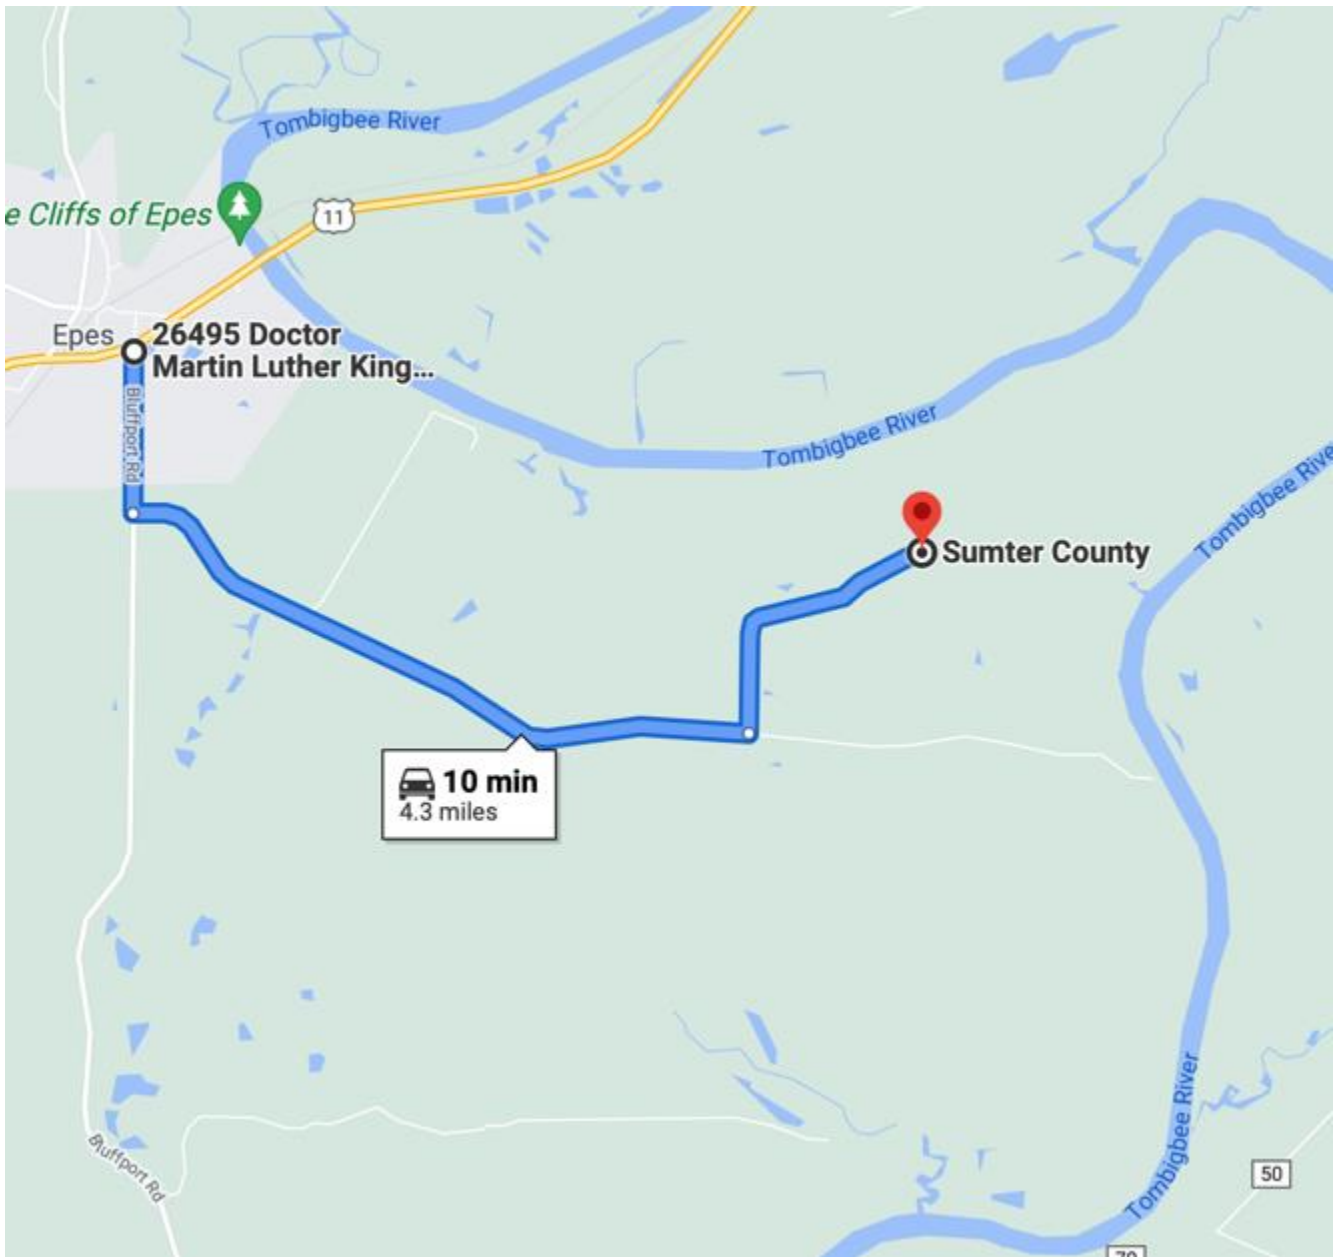 Tombigbee River
e Cliffs of Epes
11
Epes
26495 Doctor
Martin Luther King...
Bluffport Rd
Tombigbee River
Tombigbee River
Sumter County
10 min
4.3 miles
Bluffport Rd
Tombigbee River
50